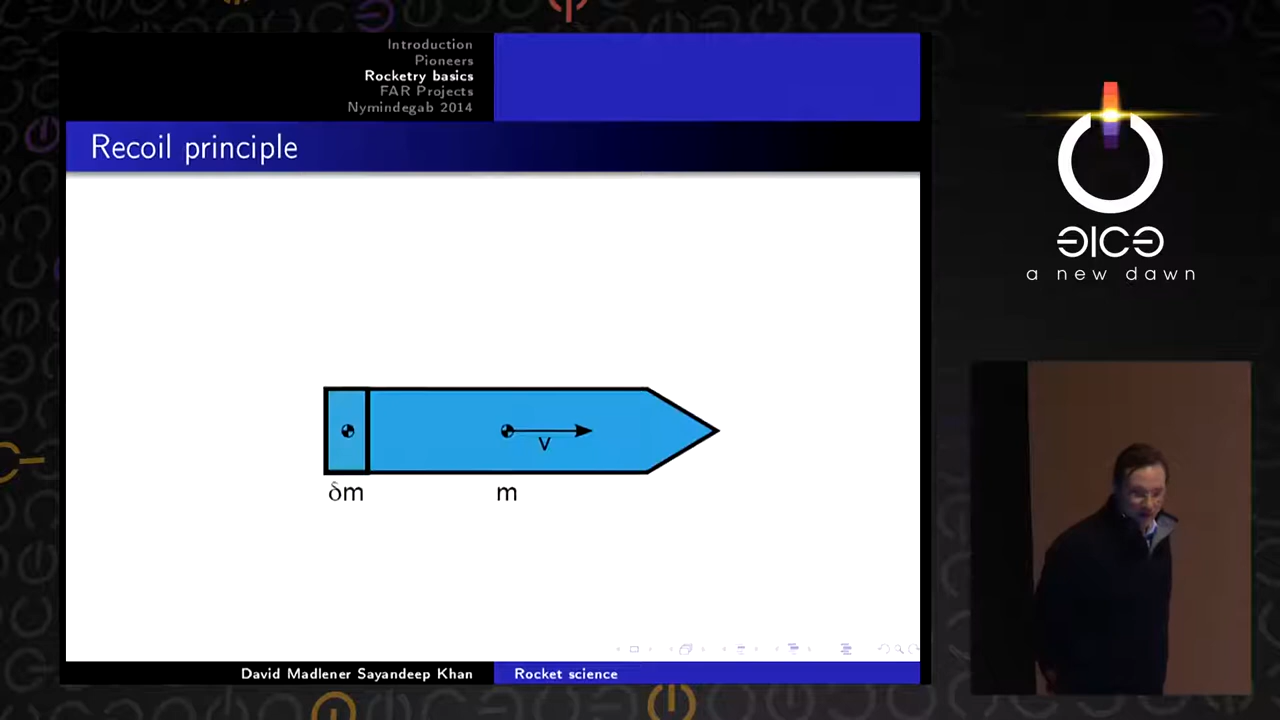 Introduction
Pioneers
Rocketry basics
FAR Projects
Nymindegab 2014
Recoil principle
v
δm
m
David Madlener Sayandeep Khan
Rocket science
ɘICɘ
a new dawn